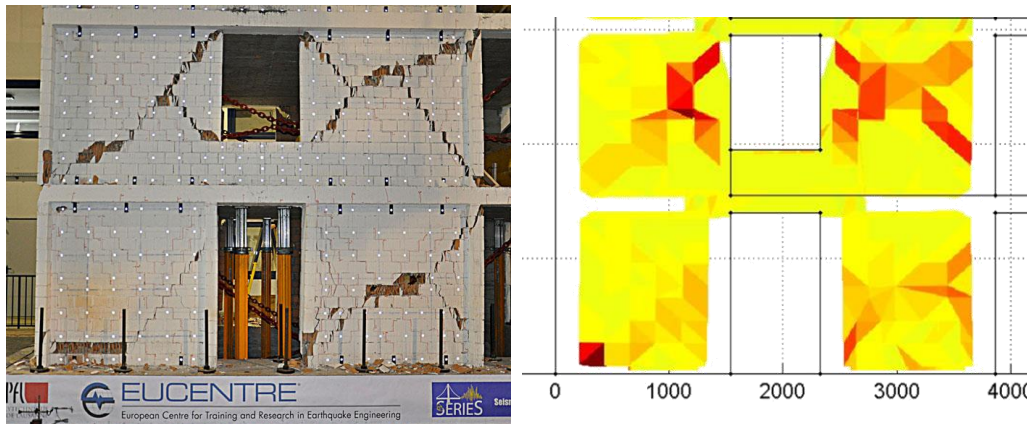 EUCENTRE
European Centre for Training and Research in Earthquake Engineering
SERIES
0 1000 2000 3000 4000